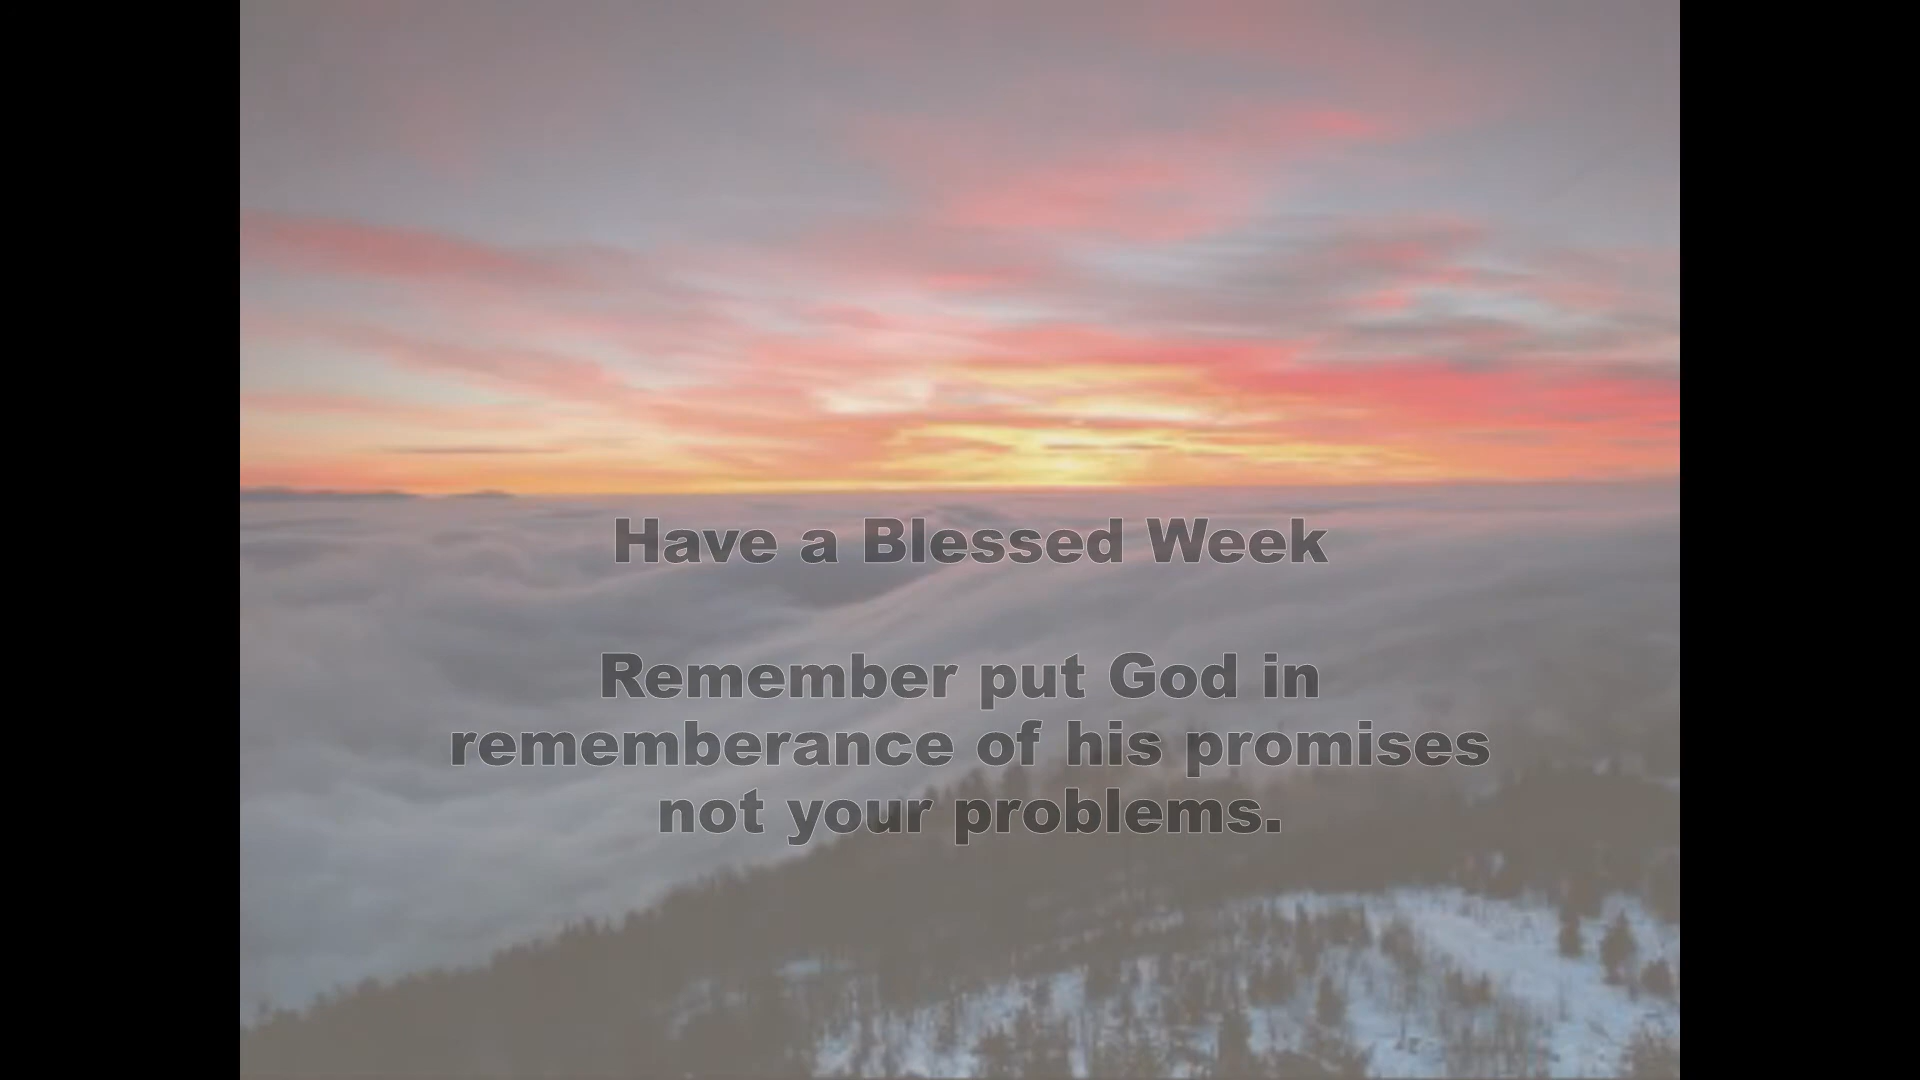 Have a Blessed Week
Remember put God in
rememberance of his promises
not your problems.